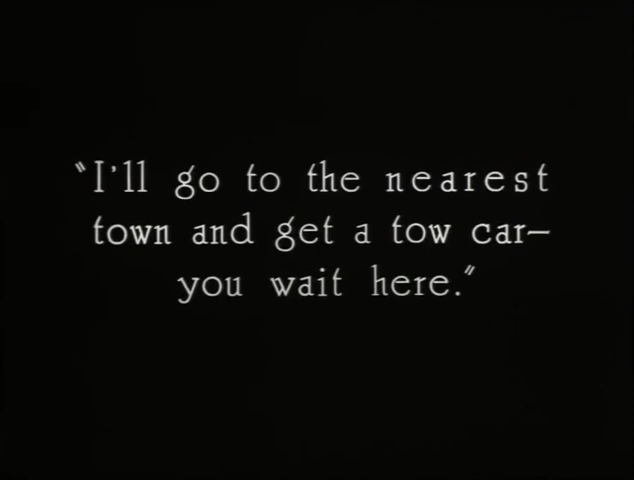 "I'll go to the nearest
town and get a tow car—
you wait here."